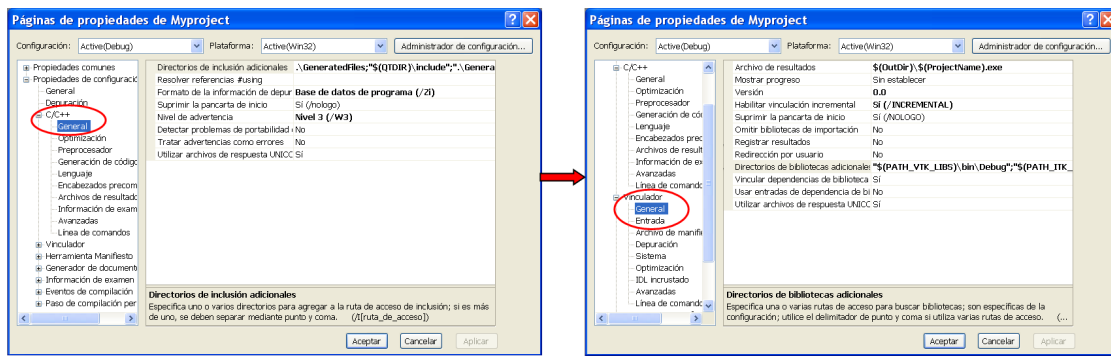 Páginas de propiedades de Myproject
Configuración: Active(Debug) Plataforma: Active(Win32) Administrador de configuración...
Propiedades comunes
Propiedades de configuració
General
Depuración
C/C++
General
Optimización
Preprocesador
Generación de código
Lenguaje
Encabezados precom
Archivos de resultado
Información de exam
Avanzadas
Línea de comandos
Vinculador
Herramienta Manifiesto
Generador de document
Información de examen
Eventos de compilación
Paso de compilación per
Directorios de inclusión adicionales .\GeneratedFiles;"$(QTDIR)\include";".\Genera
Resolver referencias #using
Formato de la información de depur Base de datos de programa (/Zi)
Suprimir la pancarta de inicio Sí (/nologo)
Nivel de advertencia Nivel 3 (/W3)
Detectar problemas de portabilidad No
Tratar advertencias como errores No
Utilizar archivos de respuesta UNICC Sí
Directorios de inclusión adicionales
Especifica uno o varios directorios para agregar a la ruta de acceso de inclusión; si es más
de uno, se deben separar mediante punto y coma. (/I[ruta_de_acceso])
Aceptar Cancelar Aplicar
Páginas de propiedades de Myproject
Configuración: Active(Debug) Plataforma: Active(Win32) Administrador de configuración...
C/C++
General
Optimización
Preprocesador
Generación de cód
Lenguaje
Encabezados prec
Archivos de result
Información de ex
Avanzadas
Línea de comando
Vinculador
General
Entrada
Archivo de manifie
Depuración
Sistema
Optimización
IDL incrustado
Avanzadas
Línea de comando
Archivo de resultados $(OutDir)\$(ProjectName).exe
Mostrar progreso Sin establecer
Versión 0.0
Habilitar vinculación incremental Sí (/INCREMENTAL)
Suprimir la pancarta de inicio Sí (/NOLOGO)
Omitir bibliotecas de importación No
Registrar resultados No
Redirección por usuario No
Directorios de bibliotecas adicionales "$(PATH_VTK_LIBS)\bin\Debug";"$(PATH_ITK_
Vincular dependencias de biblioteca Sí
Usar entradas de dependencia de bi No
Utilizar archivos de respuesta UNICC Sí
Directorios de bibliotecas adicionales
Especifica una o varias rutas de acceso para buscar bibliotecas; son específicas de la
configuración; utilice el delimitador de punto y coma si utiliza varias rutas de acceso. (...
Aceptar Cancelar Aplicar